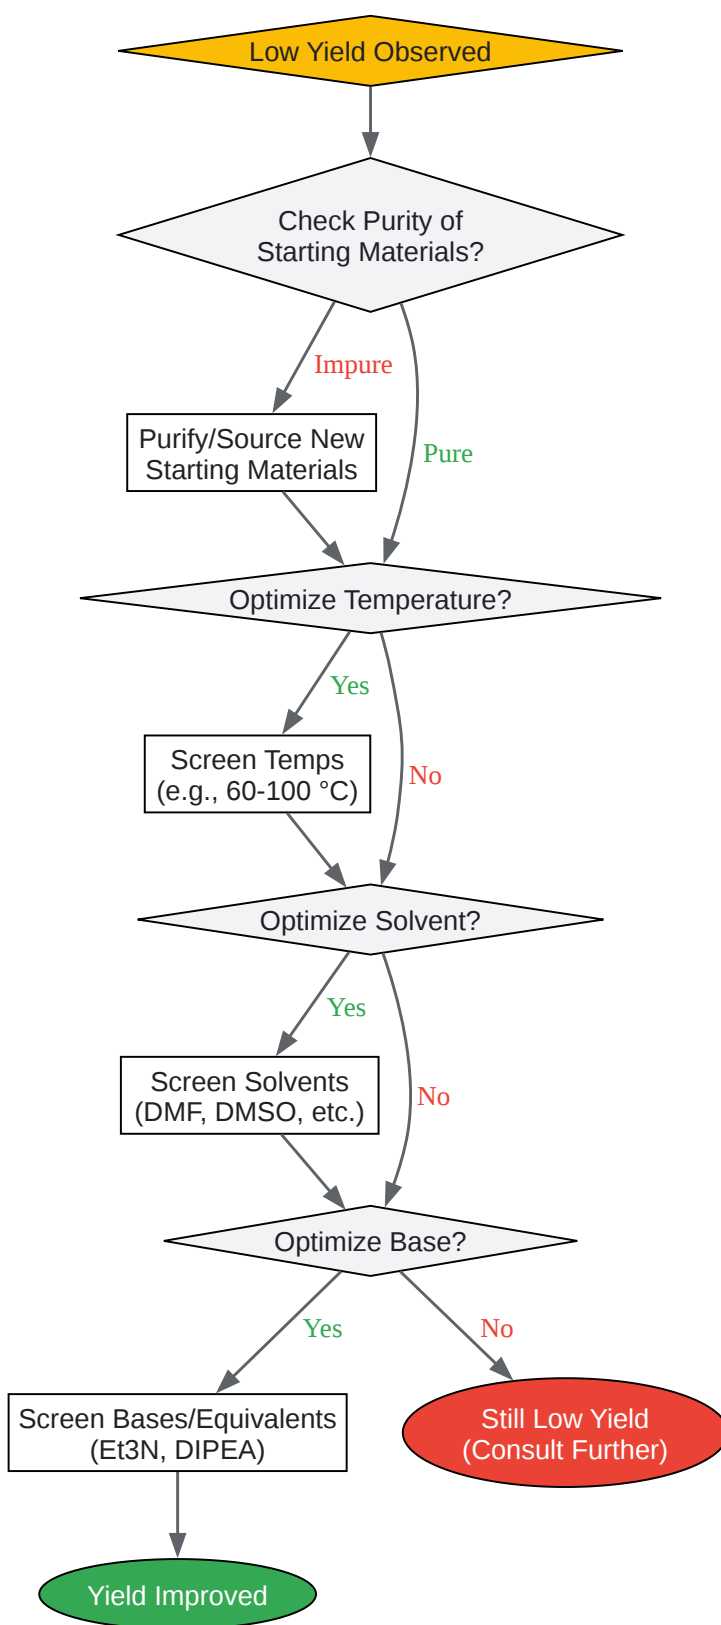 Low Yield Observed
Check Purity of
Starting Materials?
Impure
Purify/Source New
Starting Materials
Pure
Optimize Temperature?
Yes
Screen Temps
(e.g., 60-100 °C)
No
Optimize Solvent?
Yes
Screen Solvents
(DMF, DMSO, etc.)
No
Optimize Base?
Yes
No
Screen Bases/Equivalents
(Et3N, DIPEA)
Still Low Yield
(Consult Further)
Yield Improved